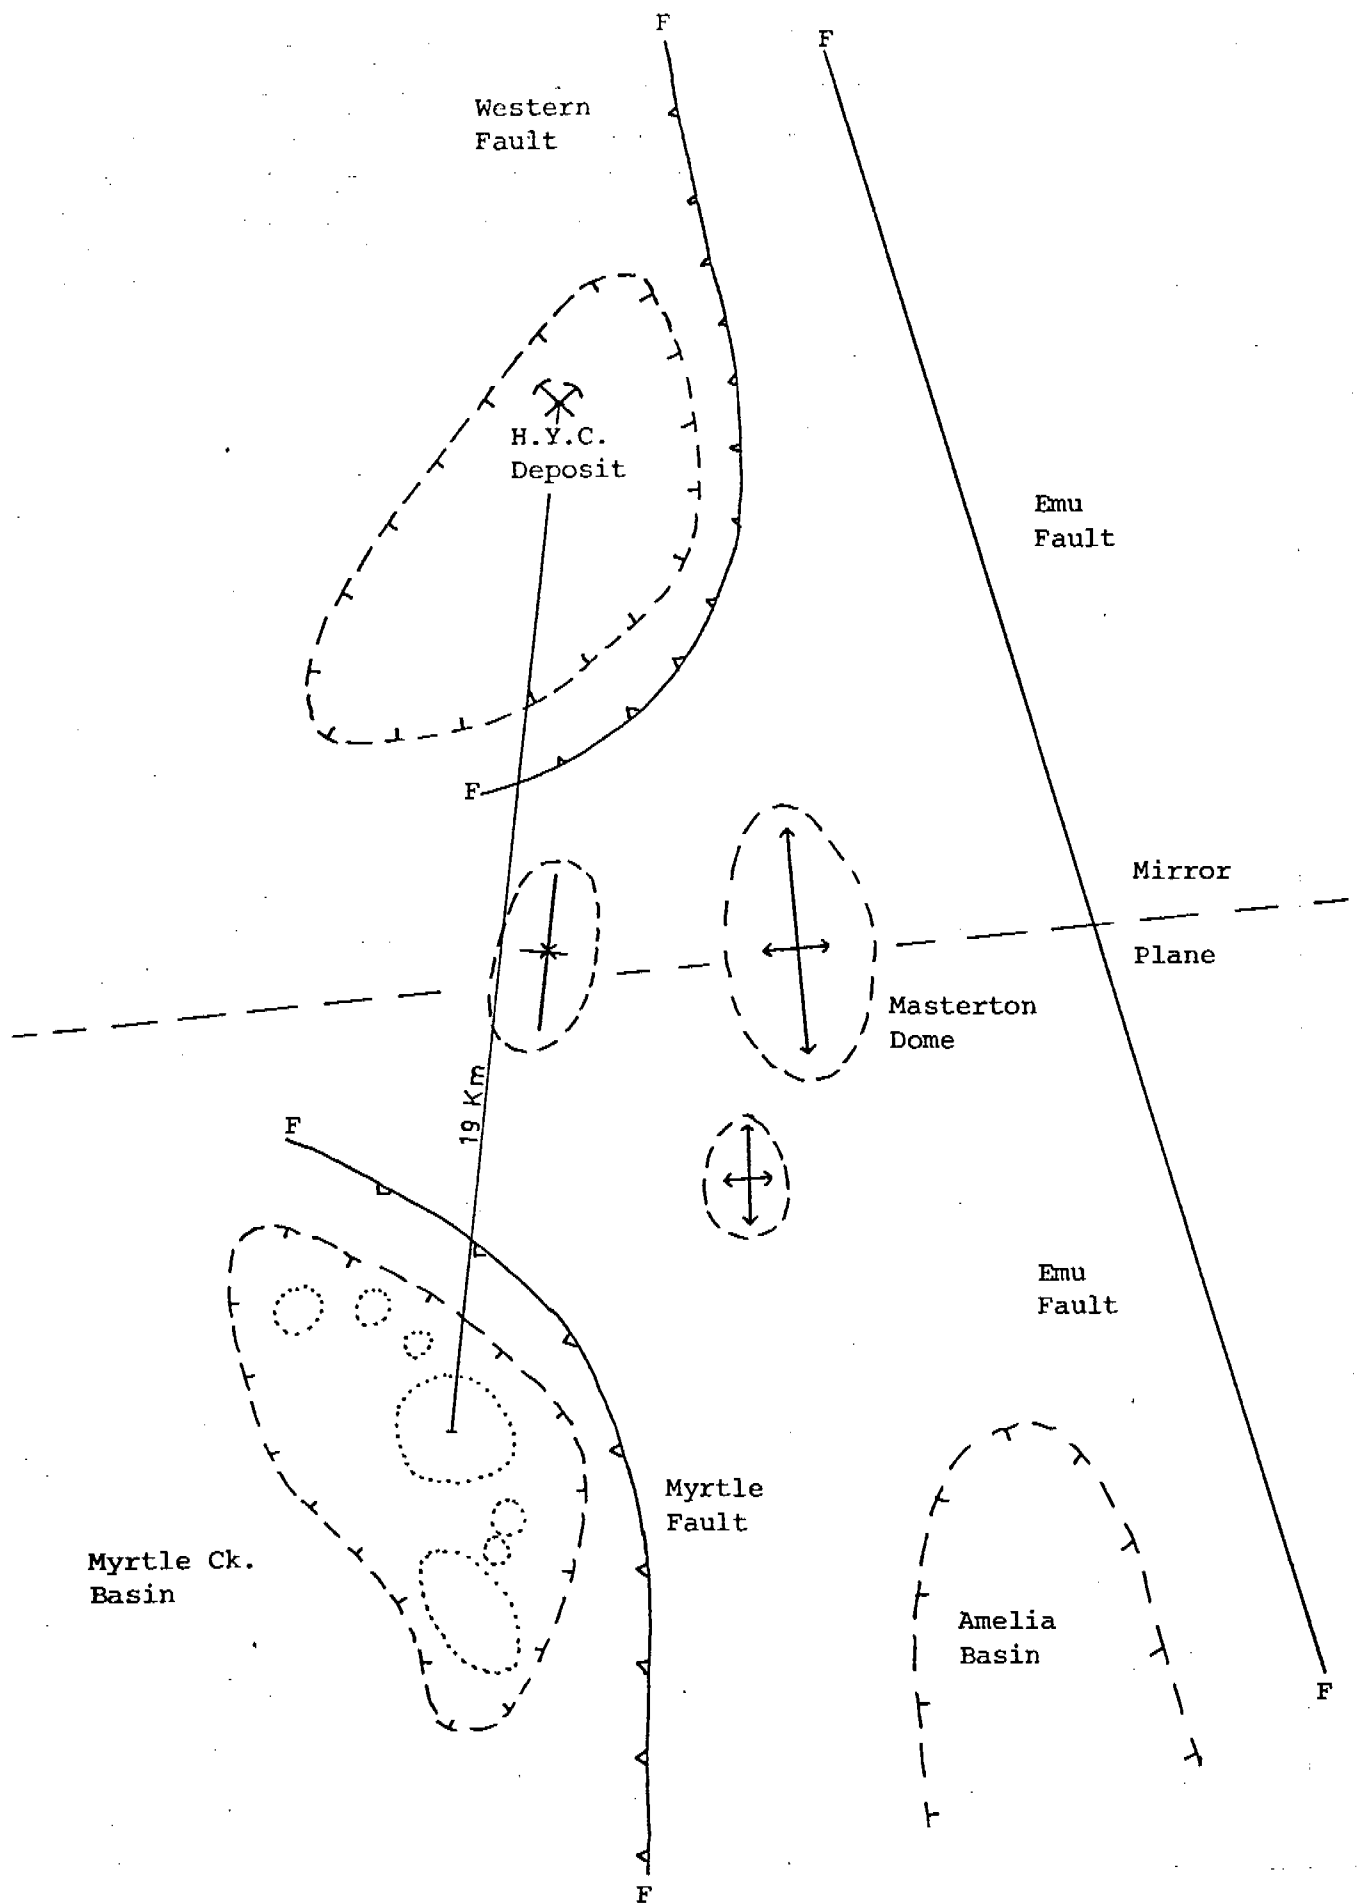 F
F
Western
Fault
H.Y.C.
Deposit
Emu
Fault
F
Mirror
Plane
Masterton
Dome
19 Km
F
Emu
Fault
Myrtle
Fault
Myrtle Ck.
Basin
Amelia
Basin
F
F